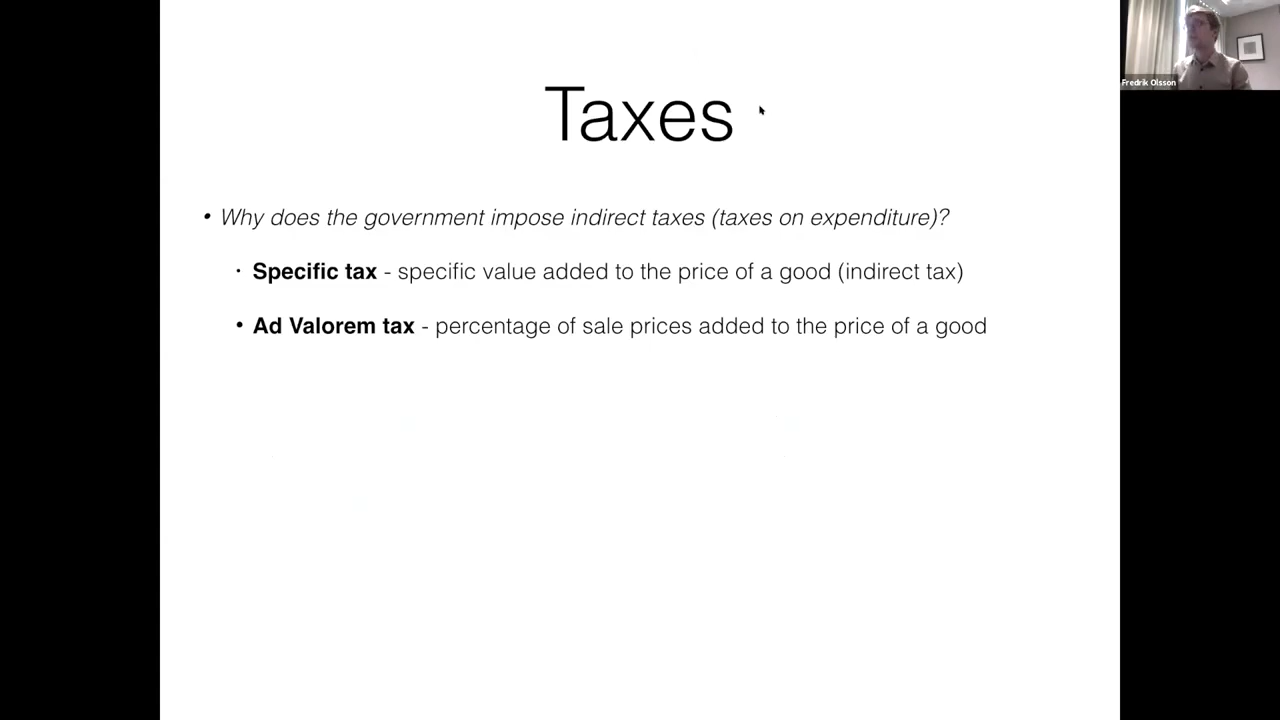 Taxes
• Why does the government impose indirect taxes (taxes on expenditure)?
• Specific tax - specific value added to the price of a good (indirect tax)
• Ad Valorem tax - percentage of sale prices added to the price of a good
Fredrik Olsson